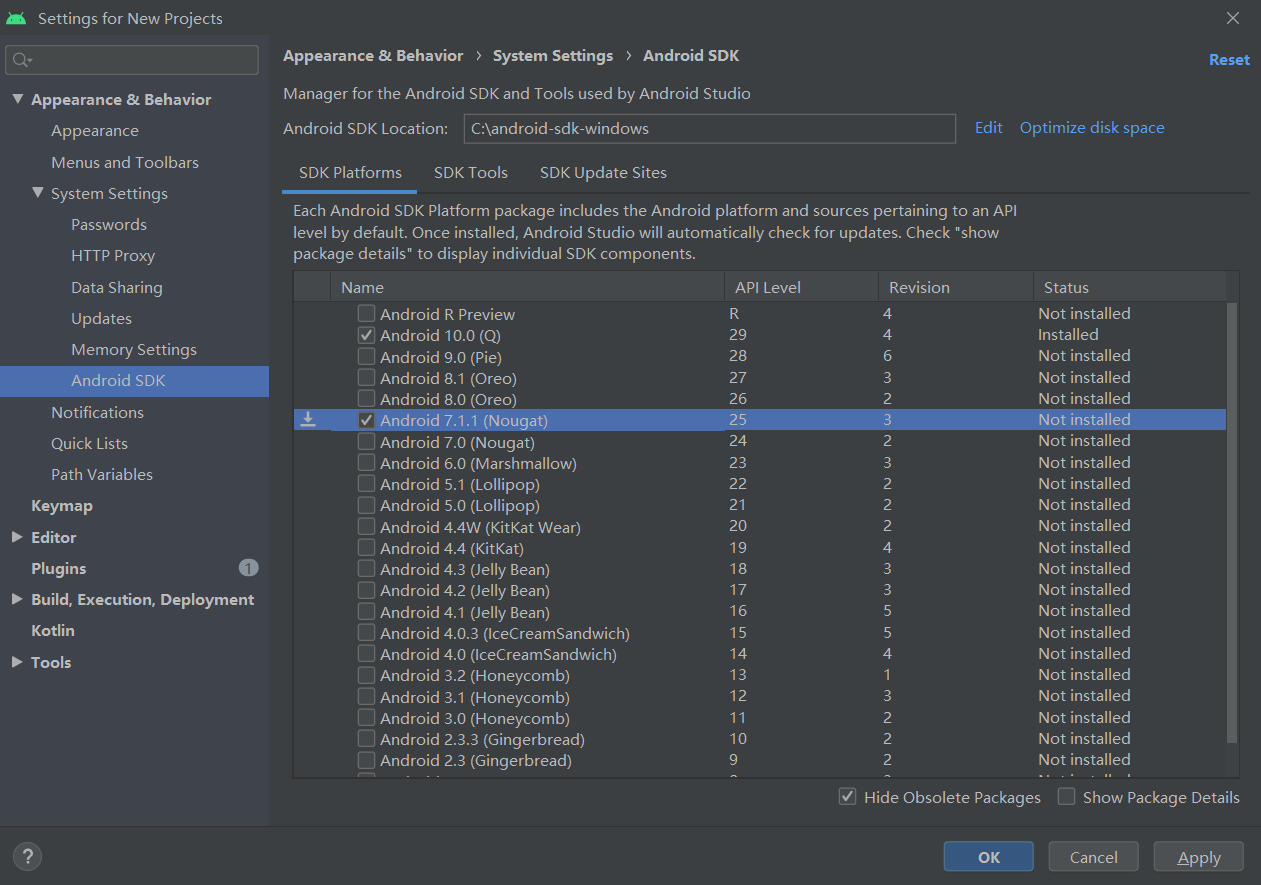 Settings for New Projects
Appearance & Behavior
Appearance
Menus and Toolbars
System Settings
Passwords
HTTP Proxy
Data Sharing
Updates
Memory Settings
Android SDK
Notifications
Quick Lists
Path Variables
Keymap
Editor
Plugins 1
Build, Execution, Deployment
Kotlin
Tools
Appearance & Behavior › System Settings › Android SDK
Reset
Manager for the Android SDK and Tools used by Android Studio
Android SDK Location: C:\android-sdk-windows Edit Optimize disk space
SDK Platforms SDK Tools SDK Update Sites
Each Android SDK Platform package includes the Android platform and sources pertaining to an API
level by default. Once installed, Android Studio will automatically check for updates. Check "show
package details" to display individual SDK components.
Name API Level Revision Status
Android R Preview R 4 Not installed
Android 10.0 (Q) 29 4 Installed
Android 9.0 (Pie) 28 6 Not installed
Android 8.1 (Oreo) 27 3 Not installed
Android 8.0 (Oreo) 26 2 Not installed
Android 7.1.1 (Nougat) 25 3 Not installed
Android 7.0 (Nougat) 24 2 Not installed
Android 6.0 (Marshmallow) 23 3 Not installed
Android 5.1 (Lollipop) 22 2 Not installed
Android 5.0 (Lollipop) 21 2 Not installed
Android 4.4W (KitKat Wear) 20 2 Not installed
Android 4.4 (KitKat) 19 4 Not installed
Android 4.3 (Jelly Bean) 18 3 Not installed
Android 4.2 (Jelly Bean) 17 3 Not installed
Android 4.1 (Jelly Bean) 16 5 Not installed
Android 4.0.3 (IceCreamSandwich) 15 5 Not installed
Android 4.0 (IceCreamSandwich) 14 4 Not installed
Android 3.2 (Honeycomb) 13 1 Not installed
Android 3.1 (Honeycomb) 12 3 Not installed
Android 3.0 (Honeycomb) 11 2 Not installed
Android 2.3.3 (Gingerbread) 10 2 Not installed
Android 2.3 (Gingerbread) 9 2 Not installed
Hide Obsolete Packages Show Package Details
? OK Cancel Apply